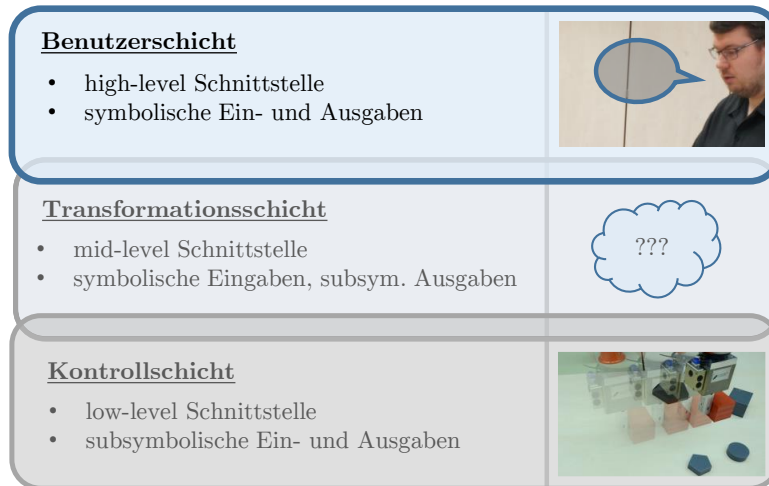 Benutzerschicht
• high-level Schnittstelle
• symbolische Ein- und Ausgaben
Transformationsschicht
• mid-level Schnittstelle
• symbolische Eingaben, subsym. Ausgaben
???
Kontrollschicht
• low-level Schnittstelle
• subsymbolische Ein- und Ausgaben